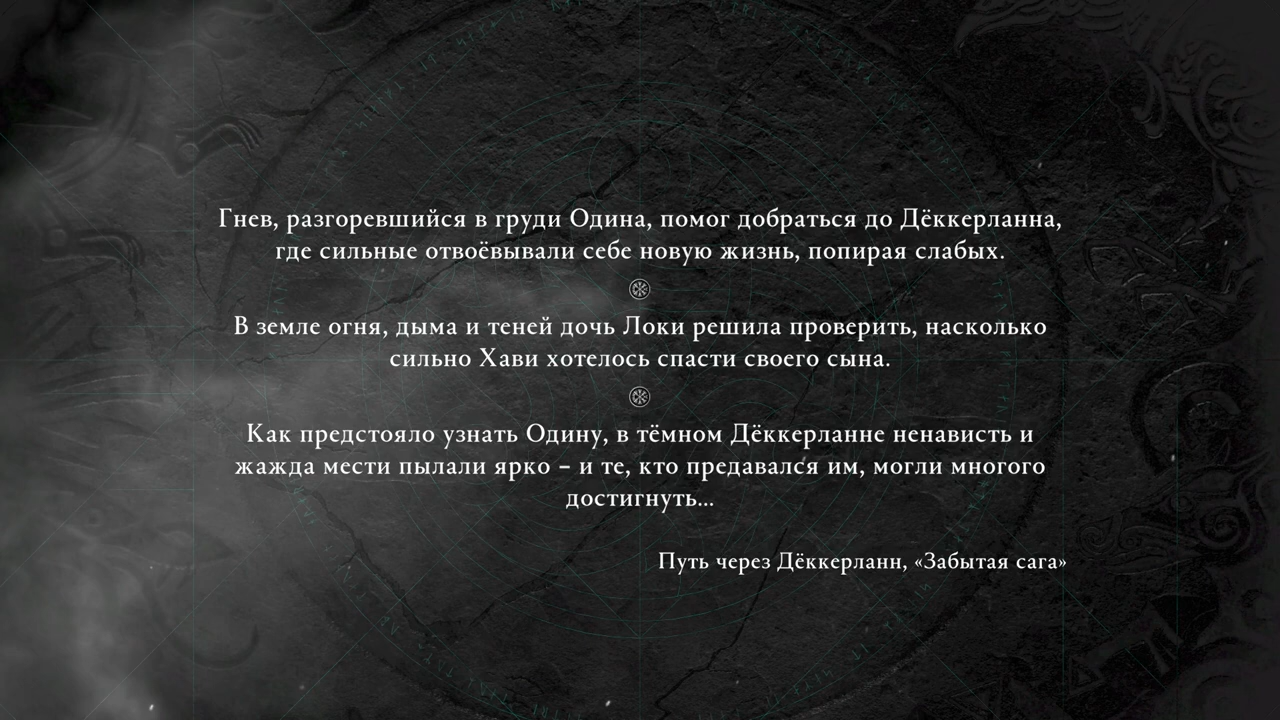 Гнев, разгоревшийся в груди Одина, помог добраться до Дёккерланна,
где сильные отвоёвывали себе новую жизнь, попирая слабых.
В земле огня, дыма и теней дочь Локи решила проверить, насколько
сильно Хави хотелось спасти своего сына.
Как предстояло узнать Одину, в тёмном Дёккерланне ненависть и
жажда мести пылали ярко – и те, кто предавался им, могли многого
достигнуть...
Путь через Дёккерланн, «Забытая сага»